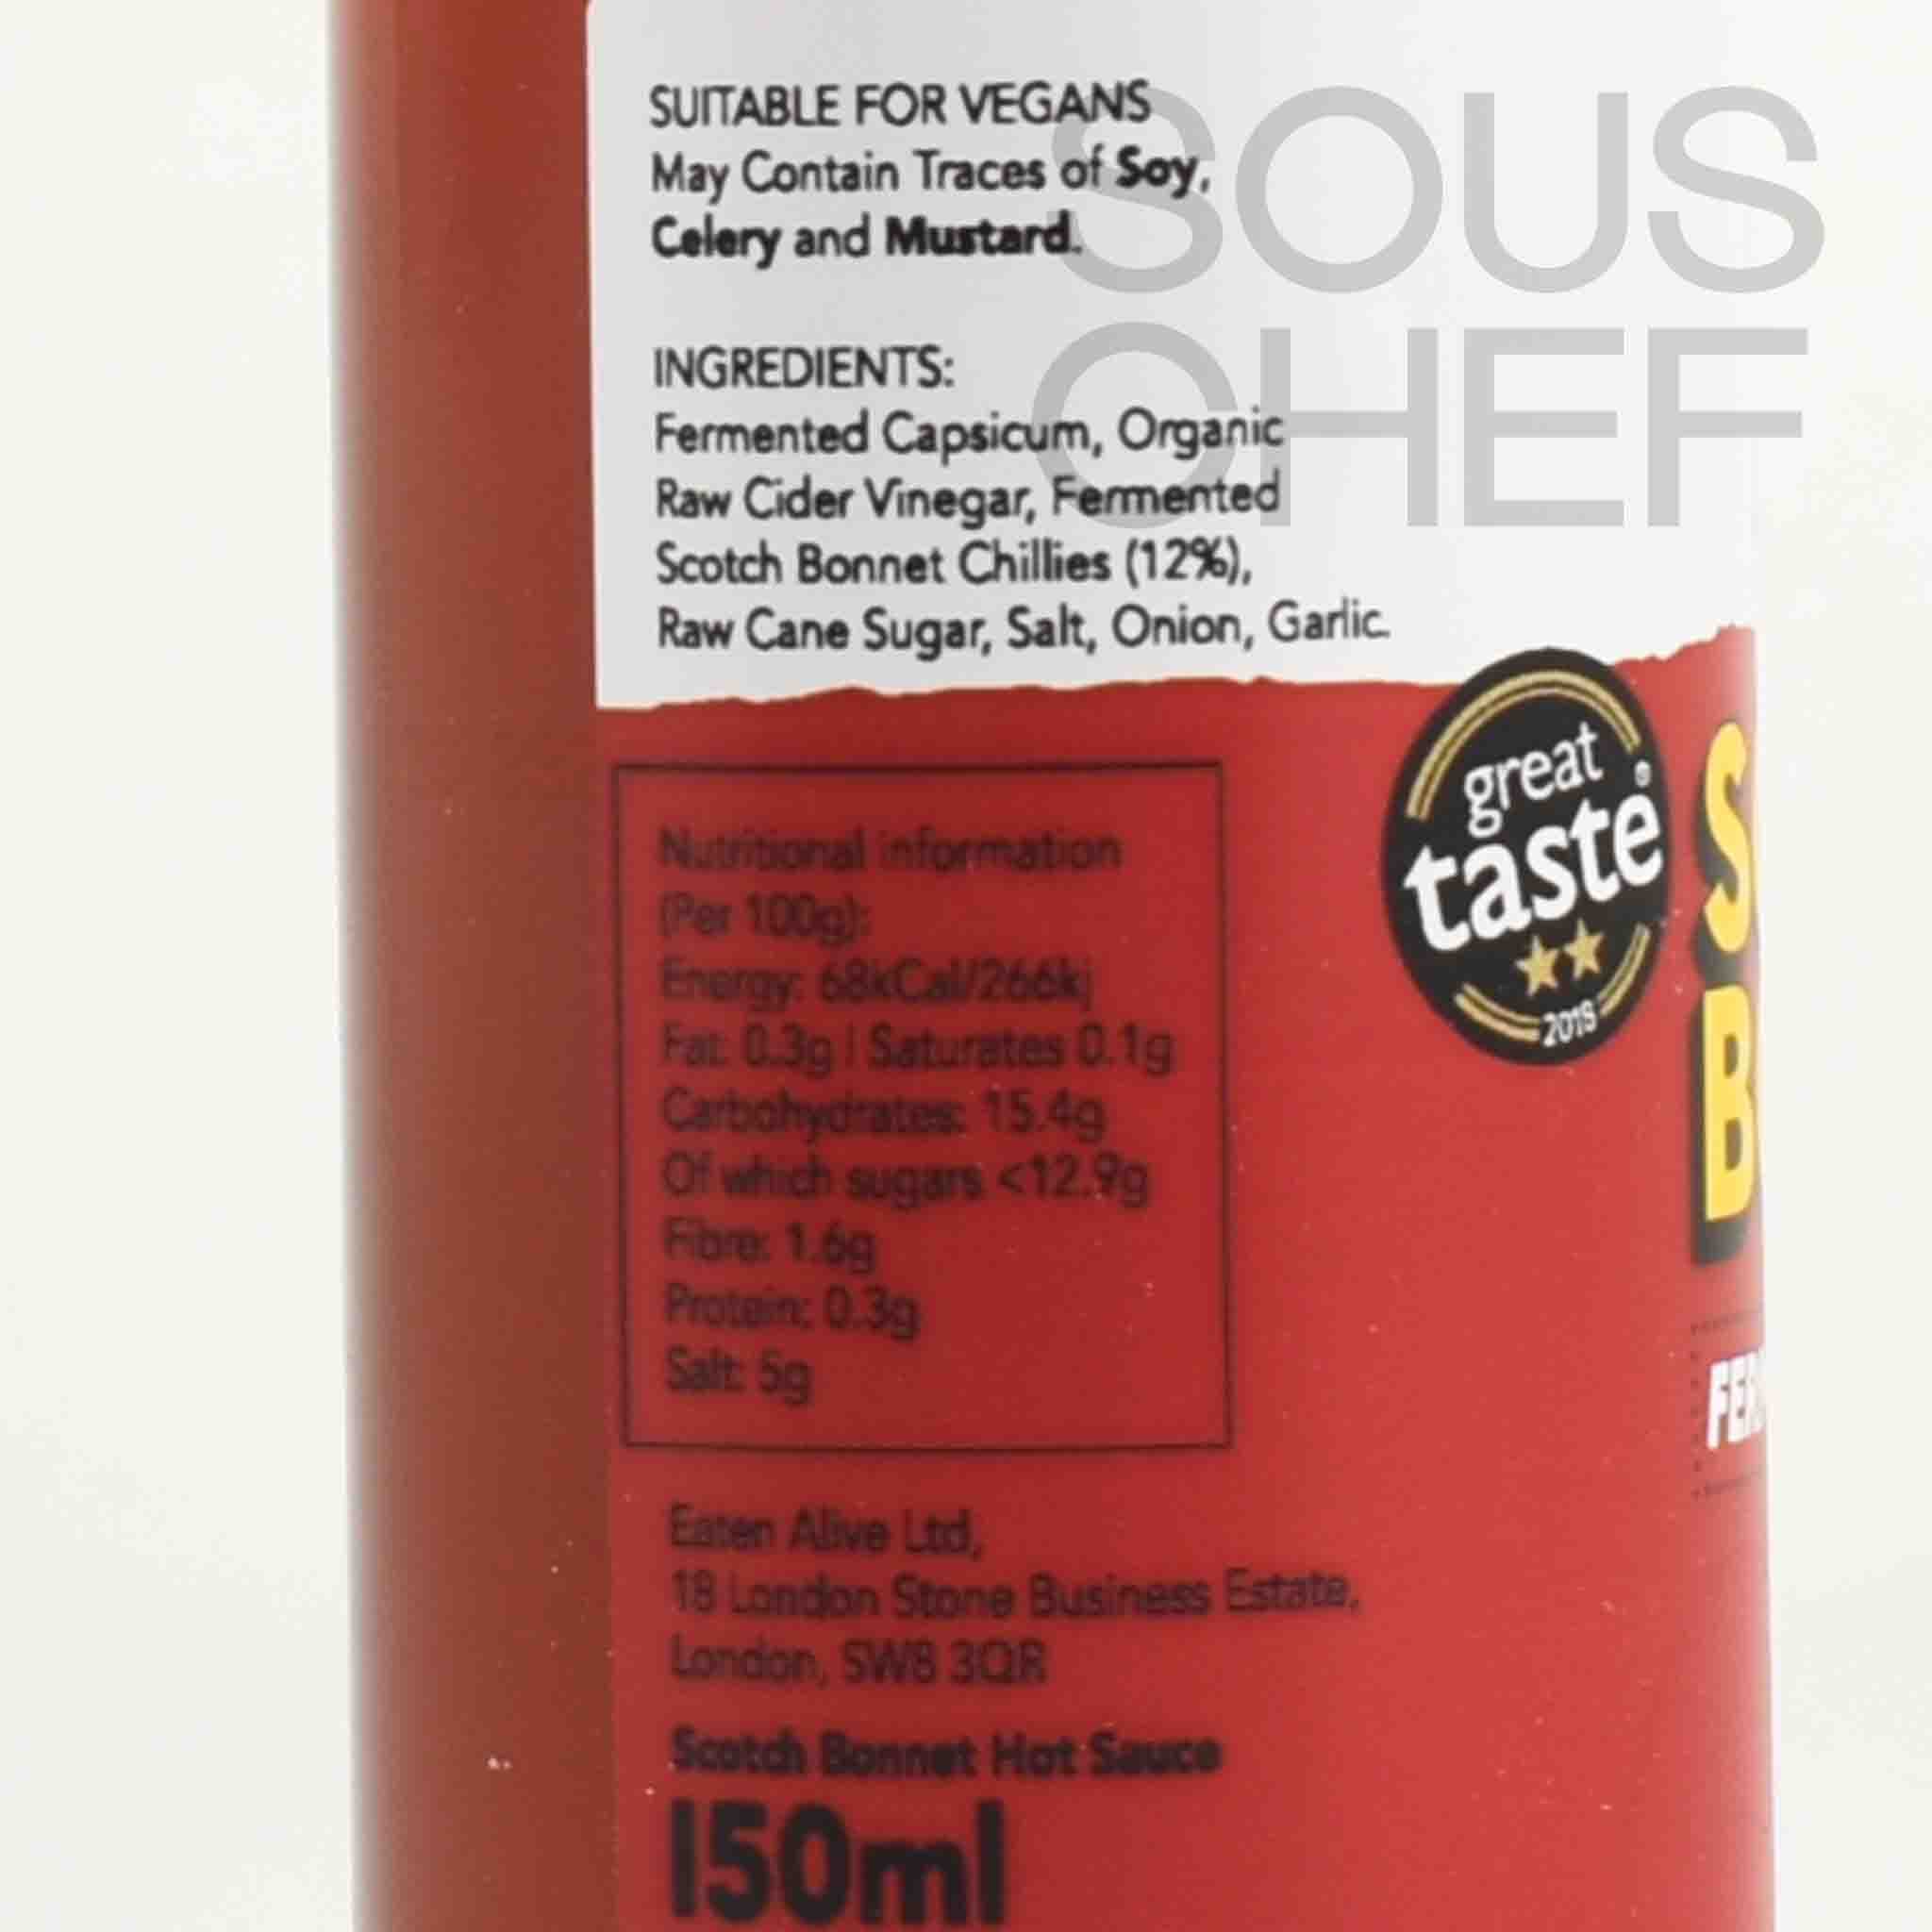 SUITABLE FOR VEGANS
May Contain Traces of Soy,
Celery and Mustard.
SOUS
CHEF
INGREDIENTS:
Fermented Capsicum, Organic
Raw Cider Vinegar, Fermented
Scotch Bonnet Chillies (12%),
Raw Cane Sugar, Salt, Onion, Garlic.
great
taste®
2019
Nutritional information
(Per 100g):
Energy: 68kCal/266kj
Fat: 0.3g | Saturates 0.1g
Carbohydrates: 15.4g
Of which sugars <12.9g
Fibre: 1.6g
Protein: 0.3g
Salt: 5g
Eaten Alive Ltd,
18 London Stone Business Estate,
London, SW8 3QR
Scotch Bonnet Hot Sauce
150ml
S
B
FER